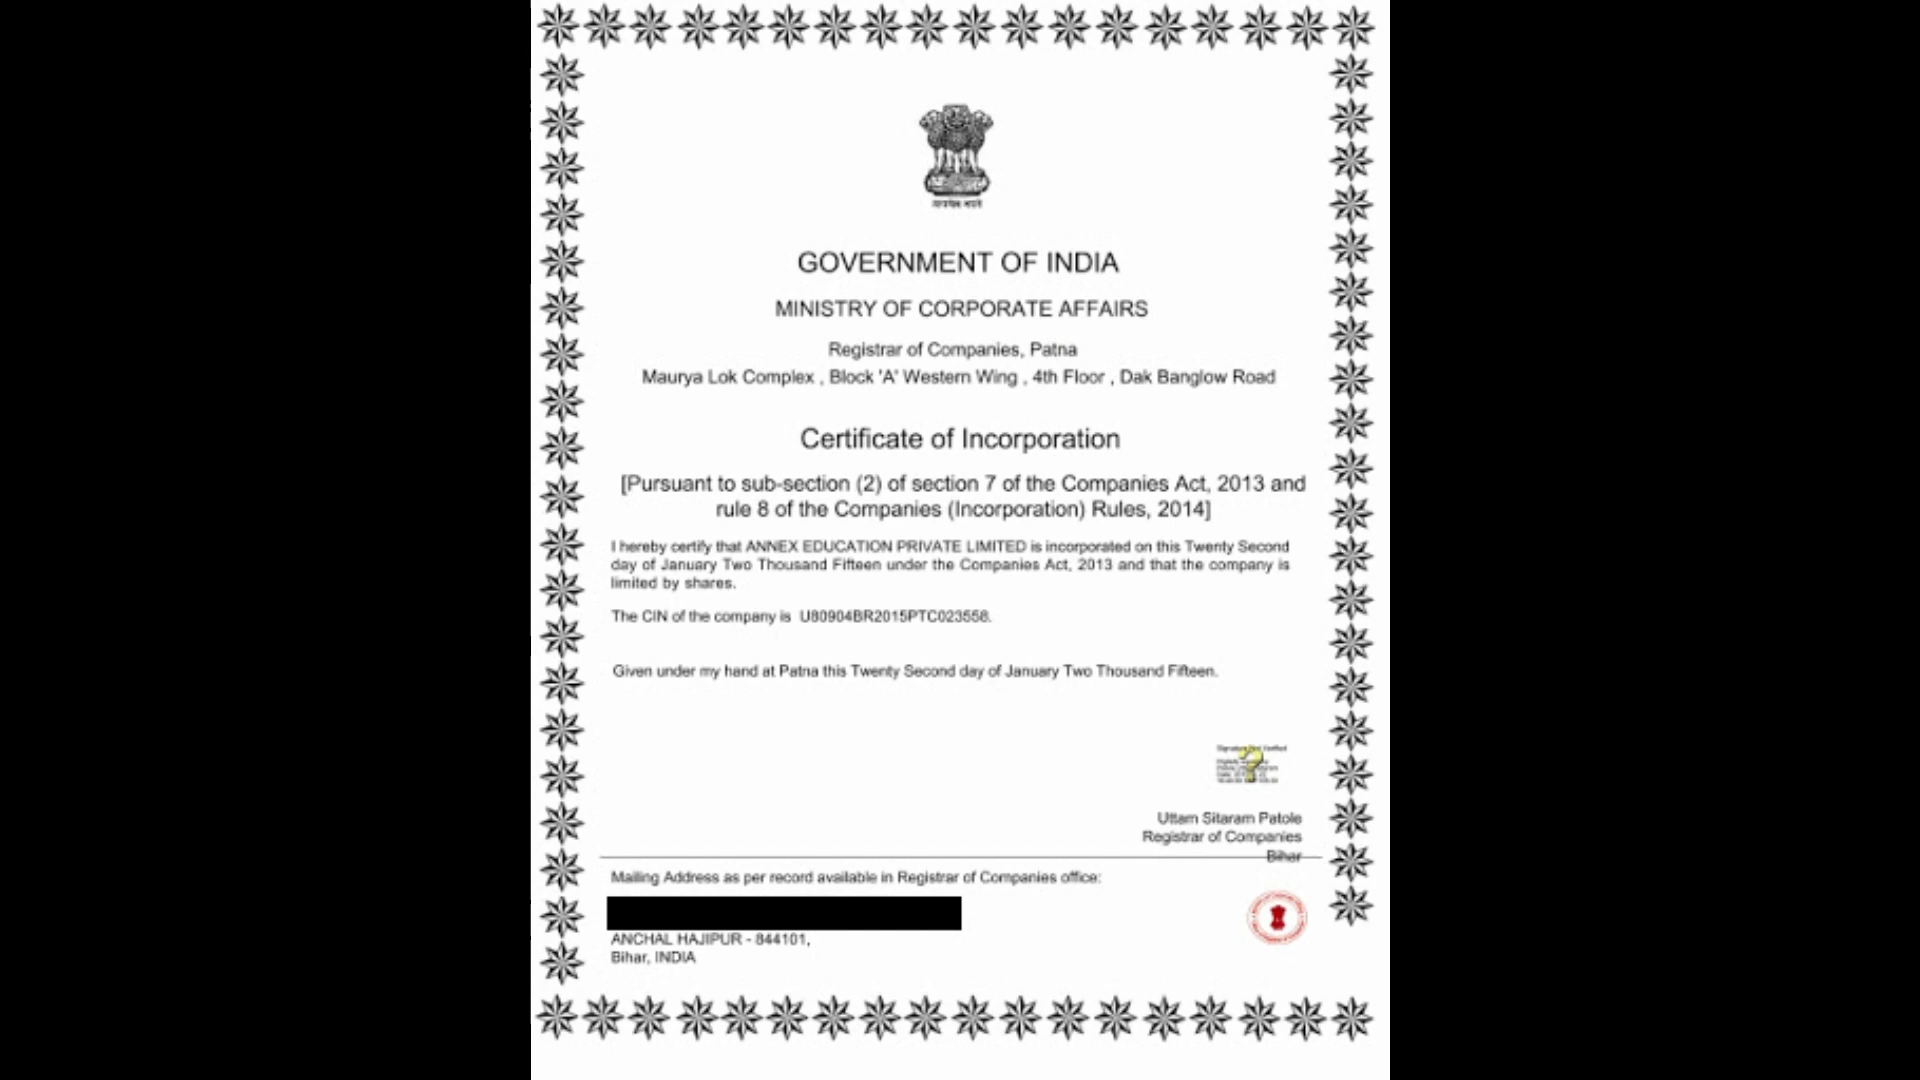 सत्यमेव जयते
GOVERNMENT OF INDIA
MINISTRY OF CORPORATE AFFAIRS
Registrar of Companies, Patna
Maurya Lok Complex , Block 'A' Western Wing , 4th Floor , Dak Banglow Road
Certificate of Incorporation
[Pursuant to sub-section (2) of section 7 of the Companies Act, 2013 and
rule 8 of the Companies (Incorporation) Rules, 2014]
I hereby certify that ANNEX EDUCATION PRIVATE LIMITED is incorporated on this Twenty Second
day of January Two Thousand Fifteen under the Companies Act, 2013 and that the company is
limited by shares.
The CIN of the company is U80904BR2015PTC023558.
Given under my hand at Patna this Twenty Second day of January Two Thousand Fifteen.
Signature Not Verified
Uttam Sitaram Patole
Registrar of Companies
Bihar
Mailing Address as per record available in Registrar of Companies office:
ANCHAL HAJIPUR - 844101,
Bihar, INDIA